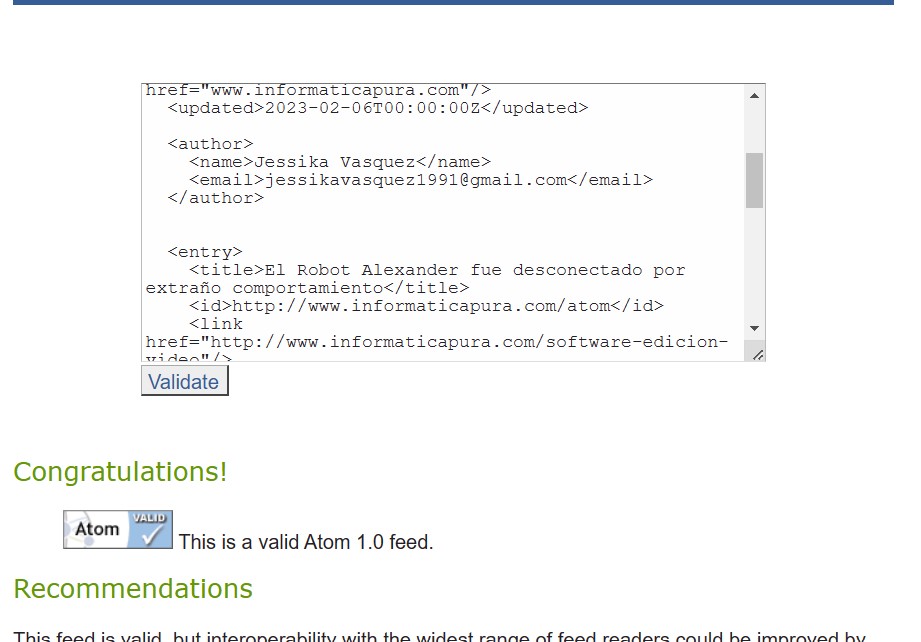 href="www.informaticapura.com"/>
<updated>2023-02-06T00:00:00Z</updated>
<author>
<name>Jessika Vasquez</name>
<email>jessikavasquez1991@gmail.com</email>
</author>
<entry>
<title>El Robot Alexander fue desconectado por
extraño comportamiento</title>
<id>http://www.informaticapura.com/atom</id>
<link
href="http://www.informaticapura.com/software-edicion-
video"/>
Validate
Congratulations!
Atom VALID This is a valid Atom 1.0 feed.
Recommendations
This feed is valid, but interoperability with the widest range of feed readers could be improved by